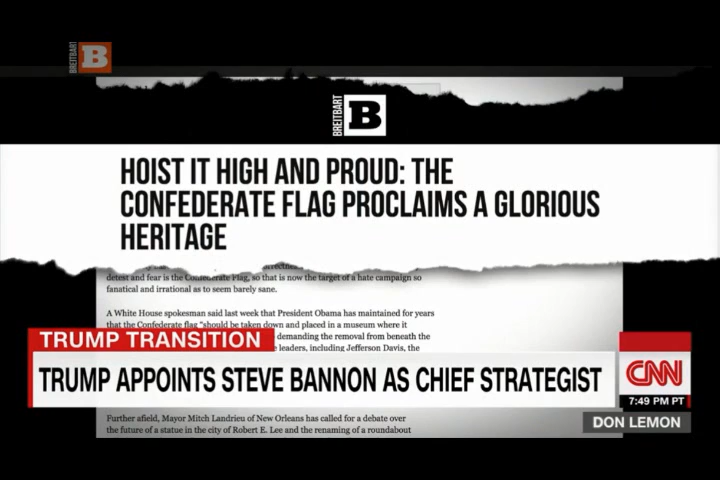 BREITBART B
BREITBART B
HOIST IT HIGH AND PROUD: THE
CONFEDERATE FLAG PROCLAIMS A GLORIOUS
HERITAGE
detest and fear is the Confederate Flag, so that is now the target of a hate campaign so
fanatical and irrational as to seem barely sane.
A White House spokesman said last week that President Obama has maintained for years
that the Confederate flag "should be taken down and placed in a museum where it
demanding the removal from beneath the
leaders, including Jefferson Davis, the
TRUMP TRANSITION
TRUMP APPOINTS STEVE BANNON AS CHIEF STRATEGIST
CNN
7:49 PM PT
DON LEMON
Further afield, Mayor Mitch Landrieu of New Orleans has called for a debate over
the future of a statue in the city of Robert E. Lee and the renaming of a roundabout